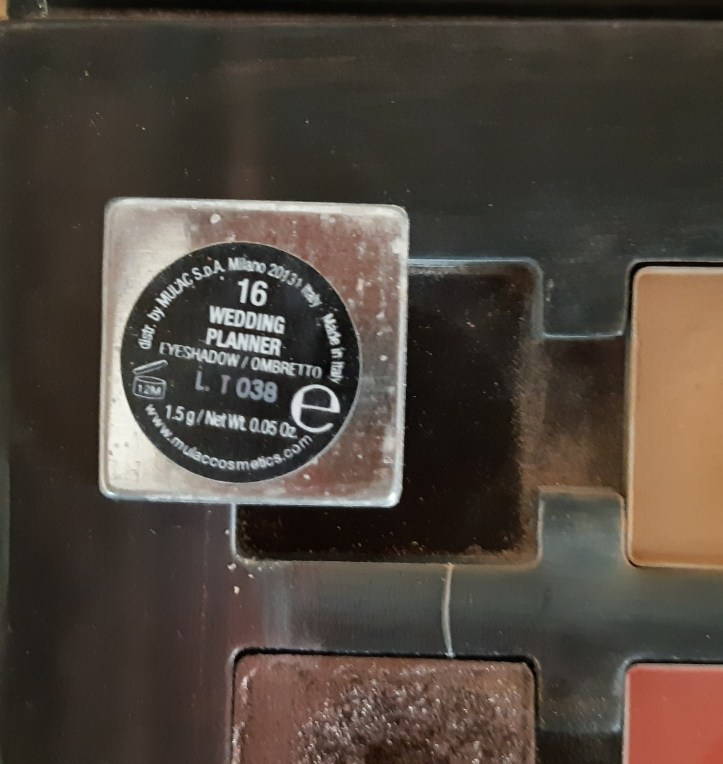 distr. by MULAC S.p.A. Milano 20131 Italy Made in Italy
16
WEDDING
PLANNER
EYESHADOW / OMBRETTO
L. T 038
12M
1.5 g / Net Wt. 0.05 Oz.
e
www.mulaccosmetics.com